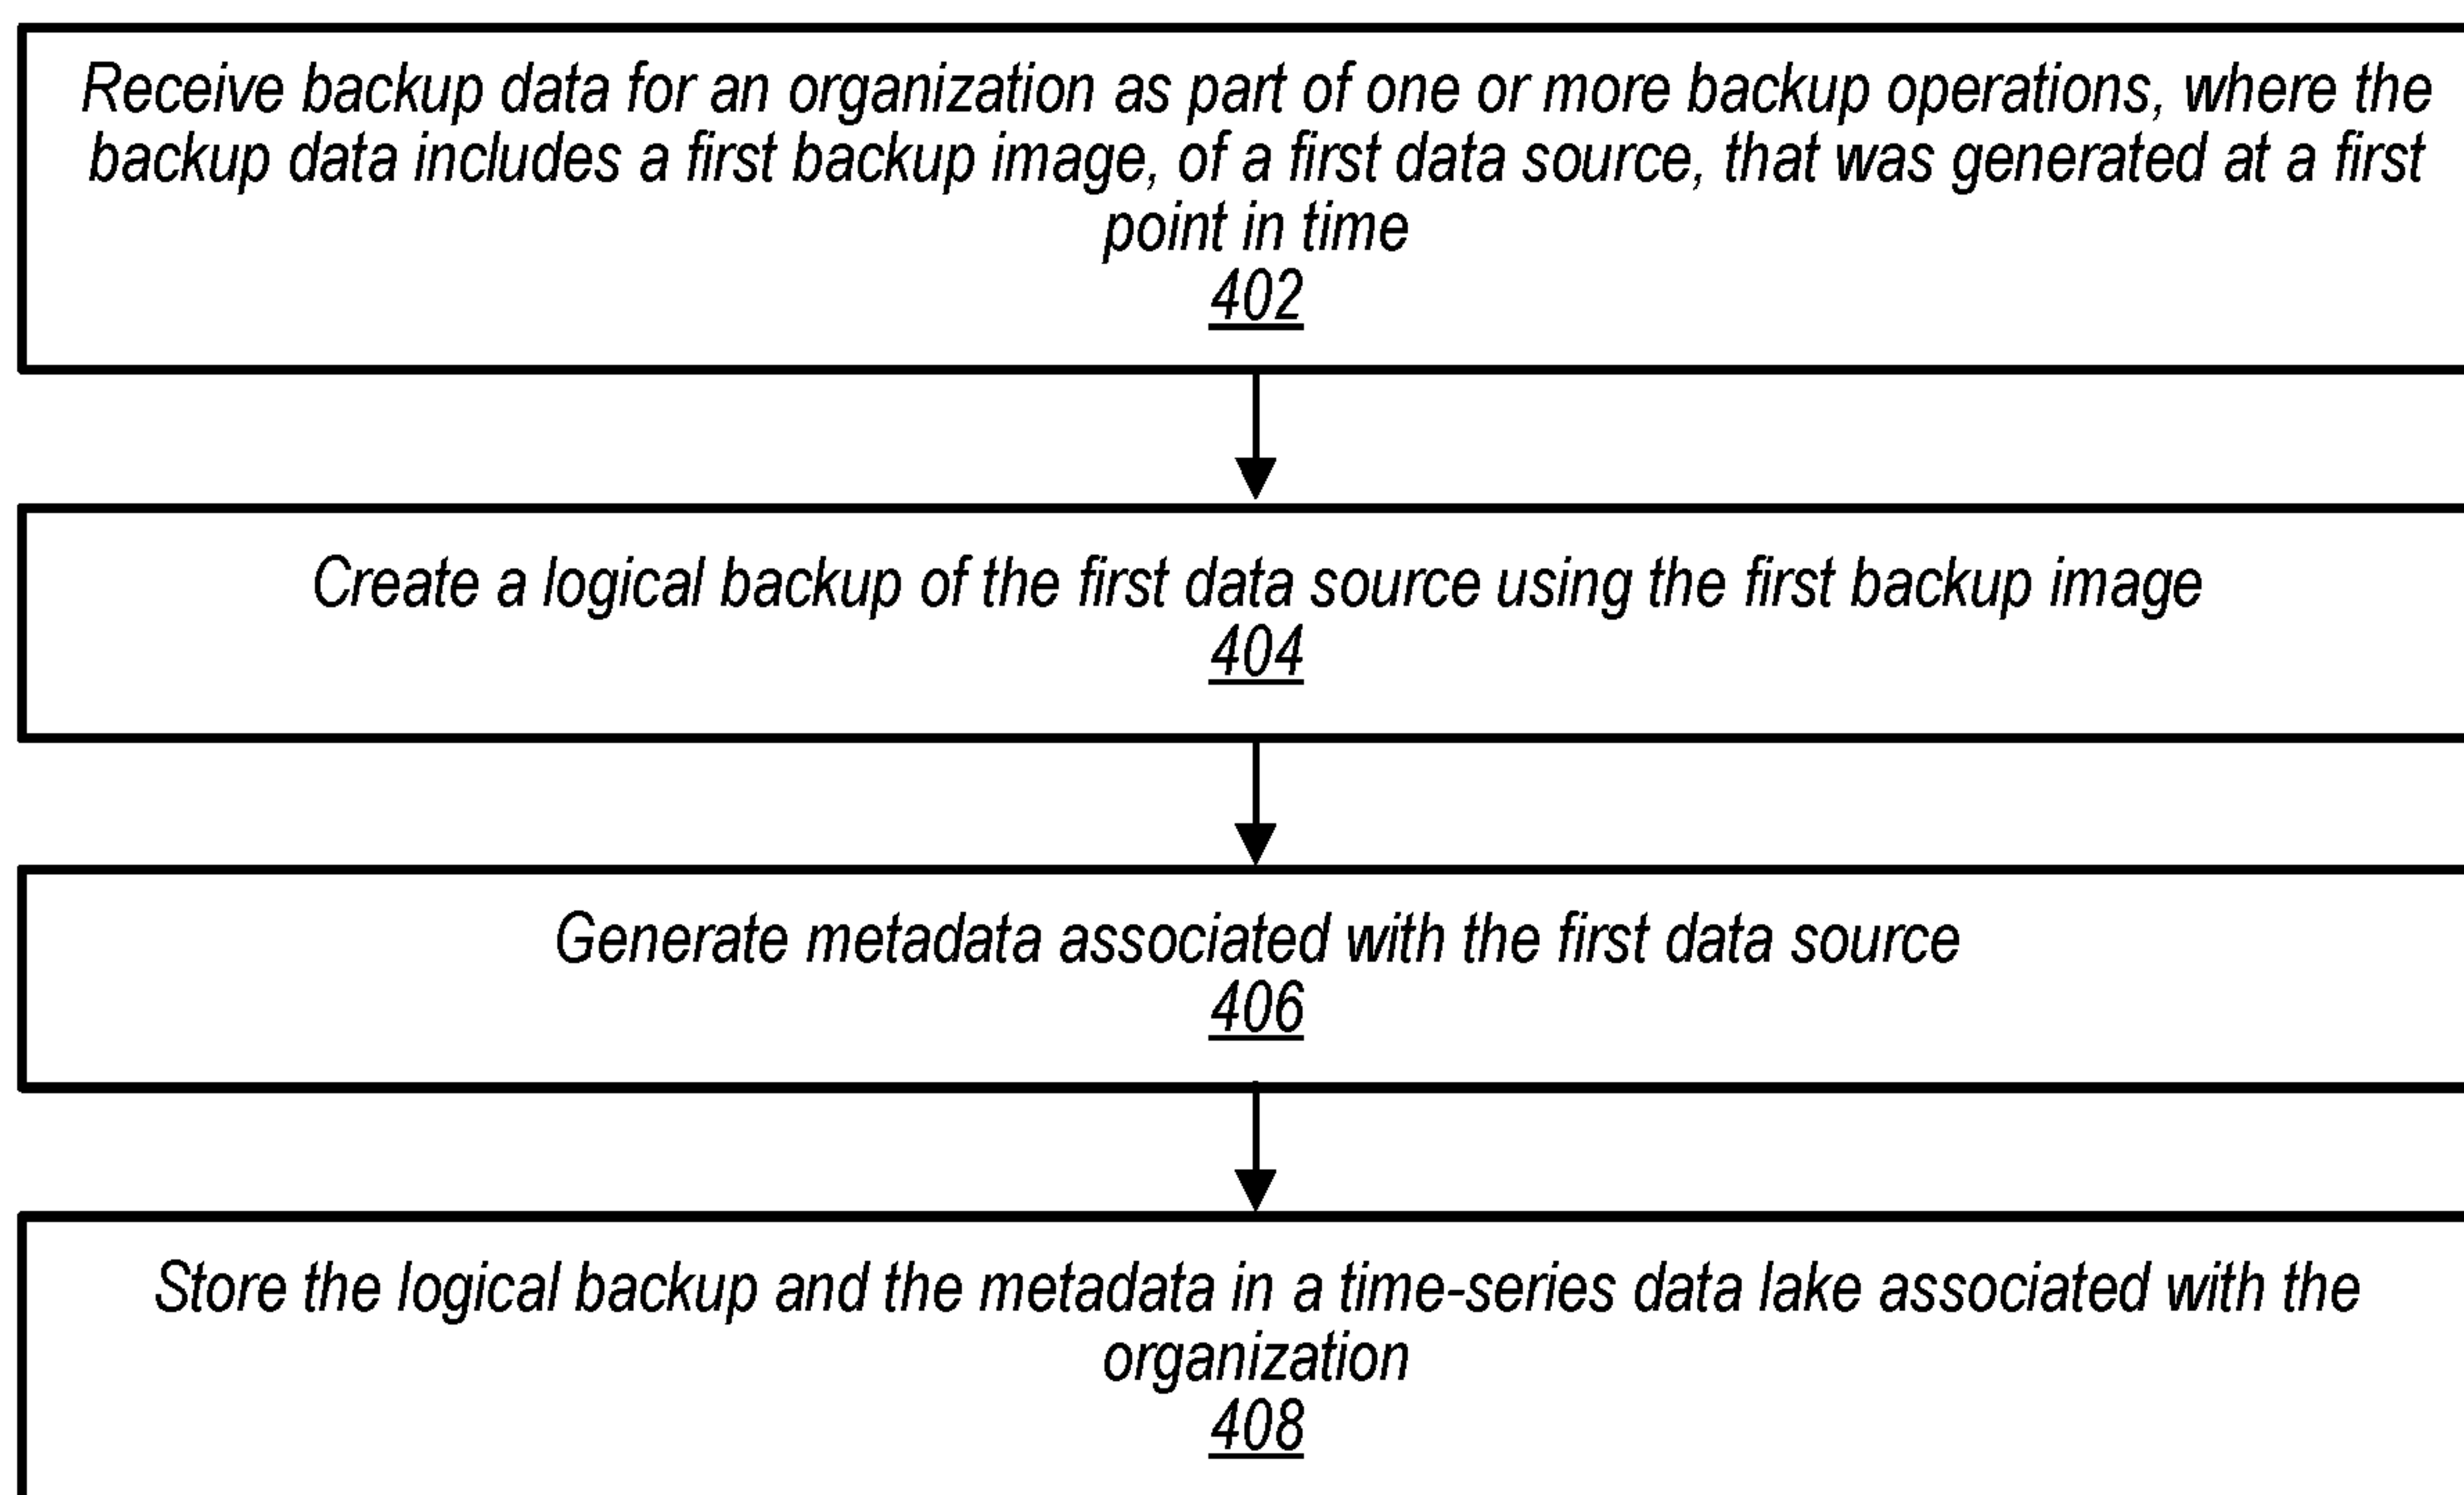 Receive backup data for an organization as part of one or more backup operations, where the
backup data includes a first backup image, of a first data source, that was generated at a first
point in time
402
Create a logical backup of the first data source using the first backup image
404
Generate metadata associated with the first data source
406
Store the logical backup and the metadata in a time-series data lake associated with the
organization
408